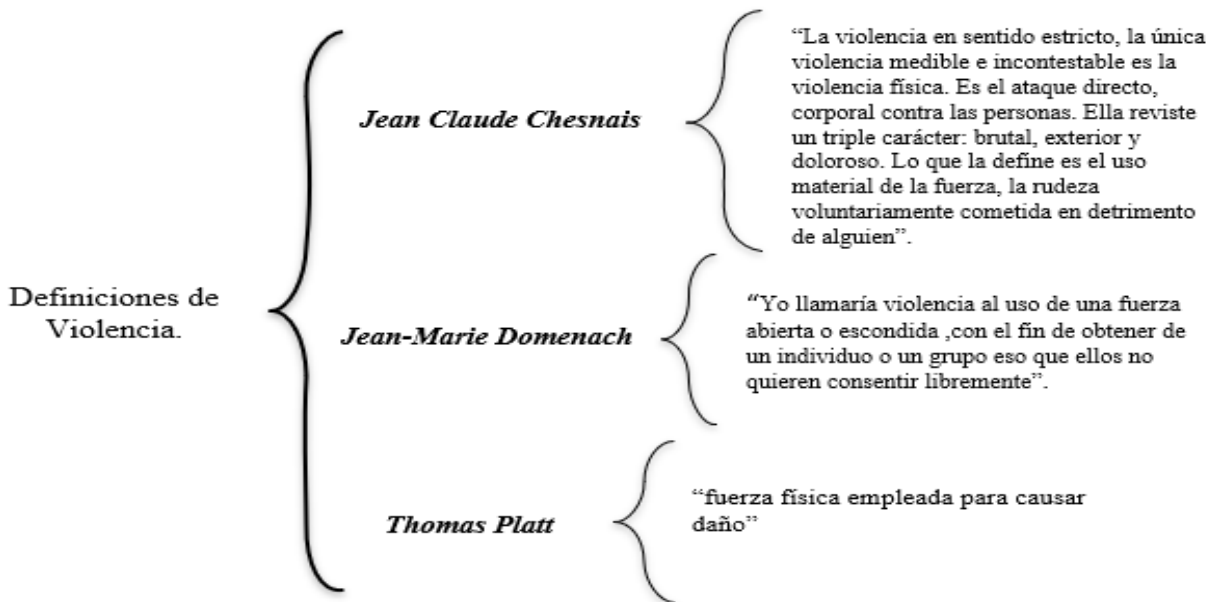 Definiciones de
Violencia.
Jean Claude Chesnais
“La violencia en sentido estricto, la única
violencia medible e incontestable es la
violencia física. Es el ataque directo,
corporal contra las personas. Ella reviste
un triple carácter: brutal, exterior y
doloroso. Lo que la define es el uso
material de la fuerza, la rudeza
voluntariamente cometida en detrimento
de alguien”.
Jean-Marie Domenach
“Yo llamaría violencia al uso de una fuerza
abierta o escondida ,con el fín de obtener de
un individuo o un grupo eso que ellos no
quieren consentir libremente”.
Thomas Platt
“fuerza física empleada para causar
daño”